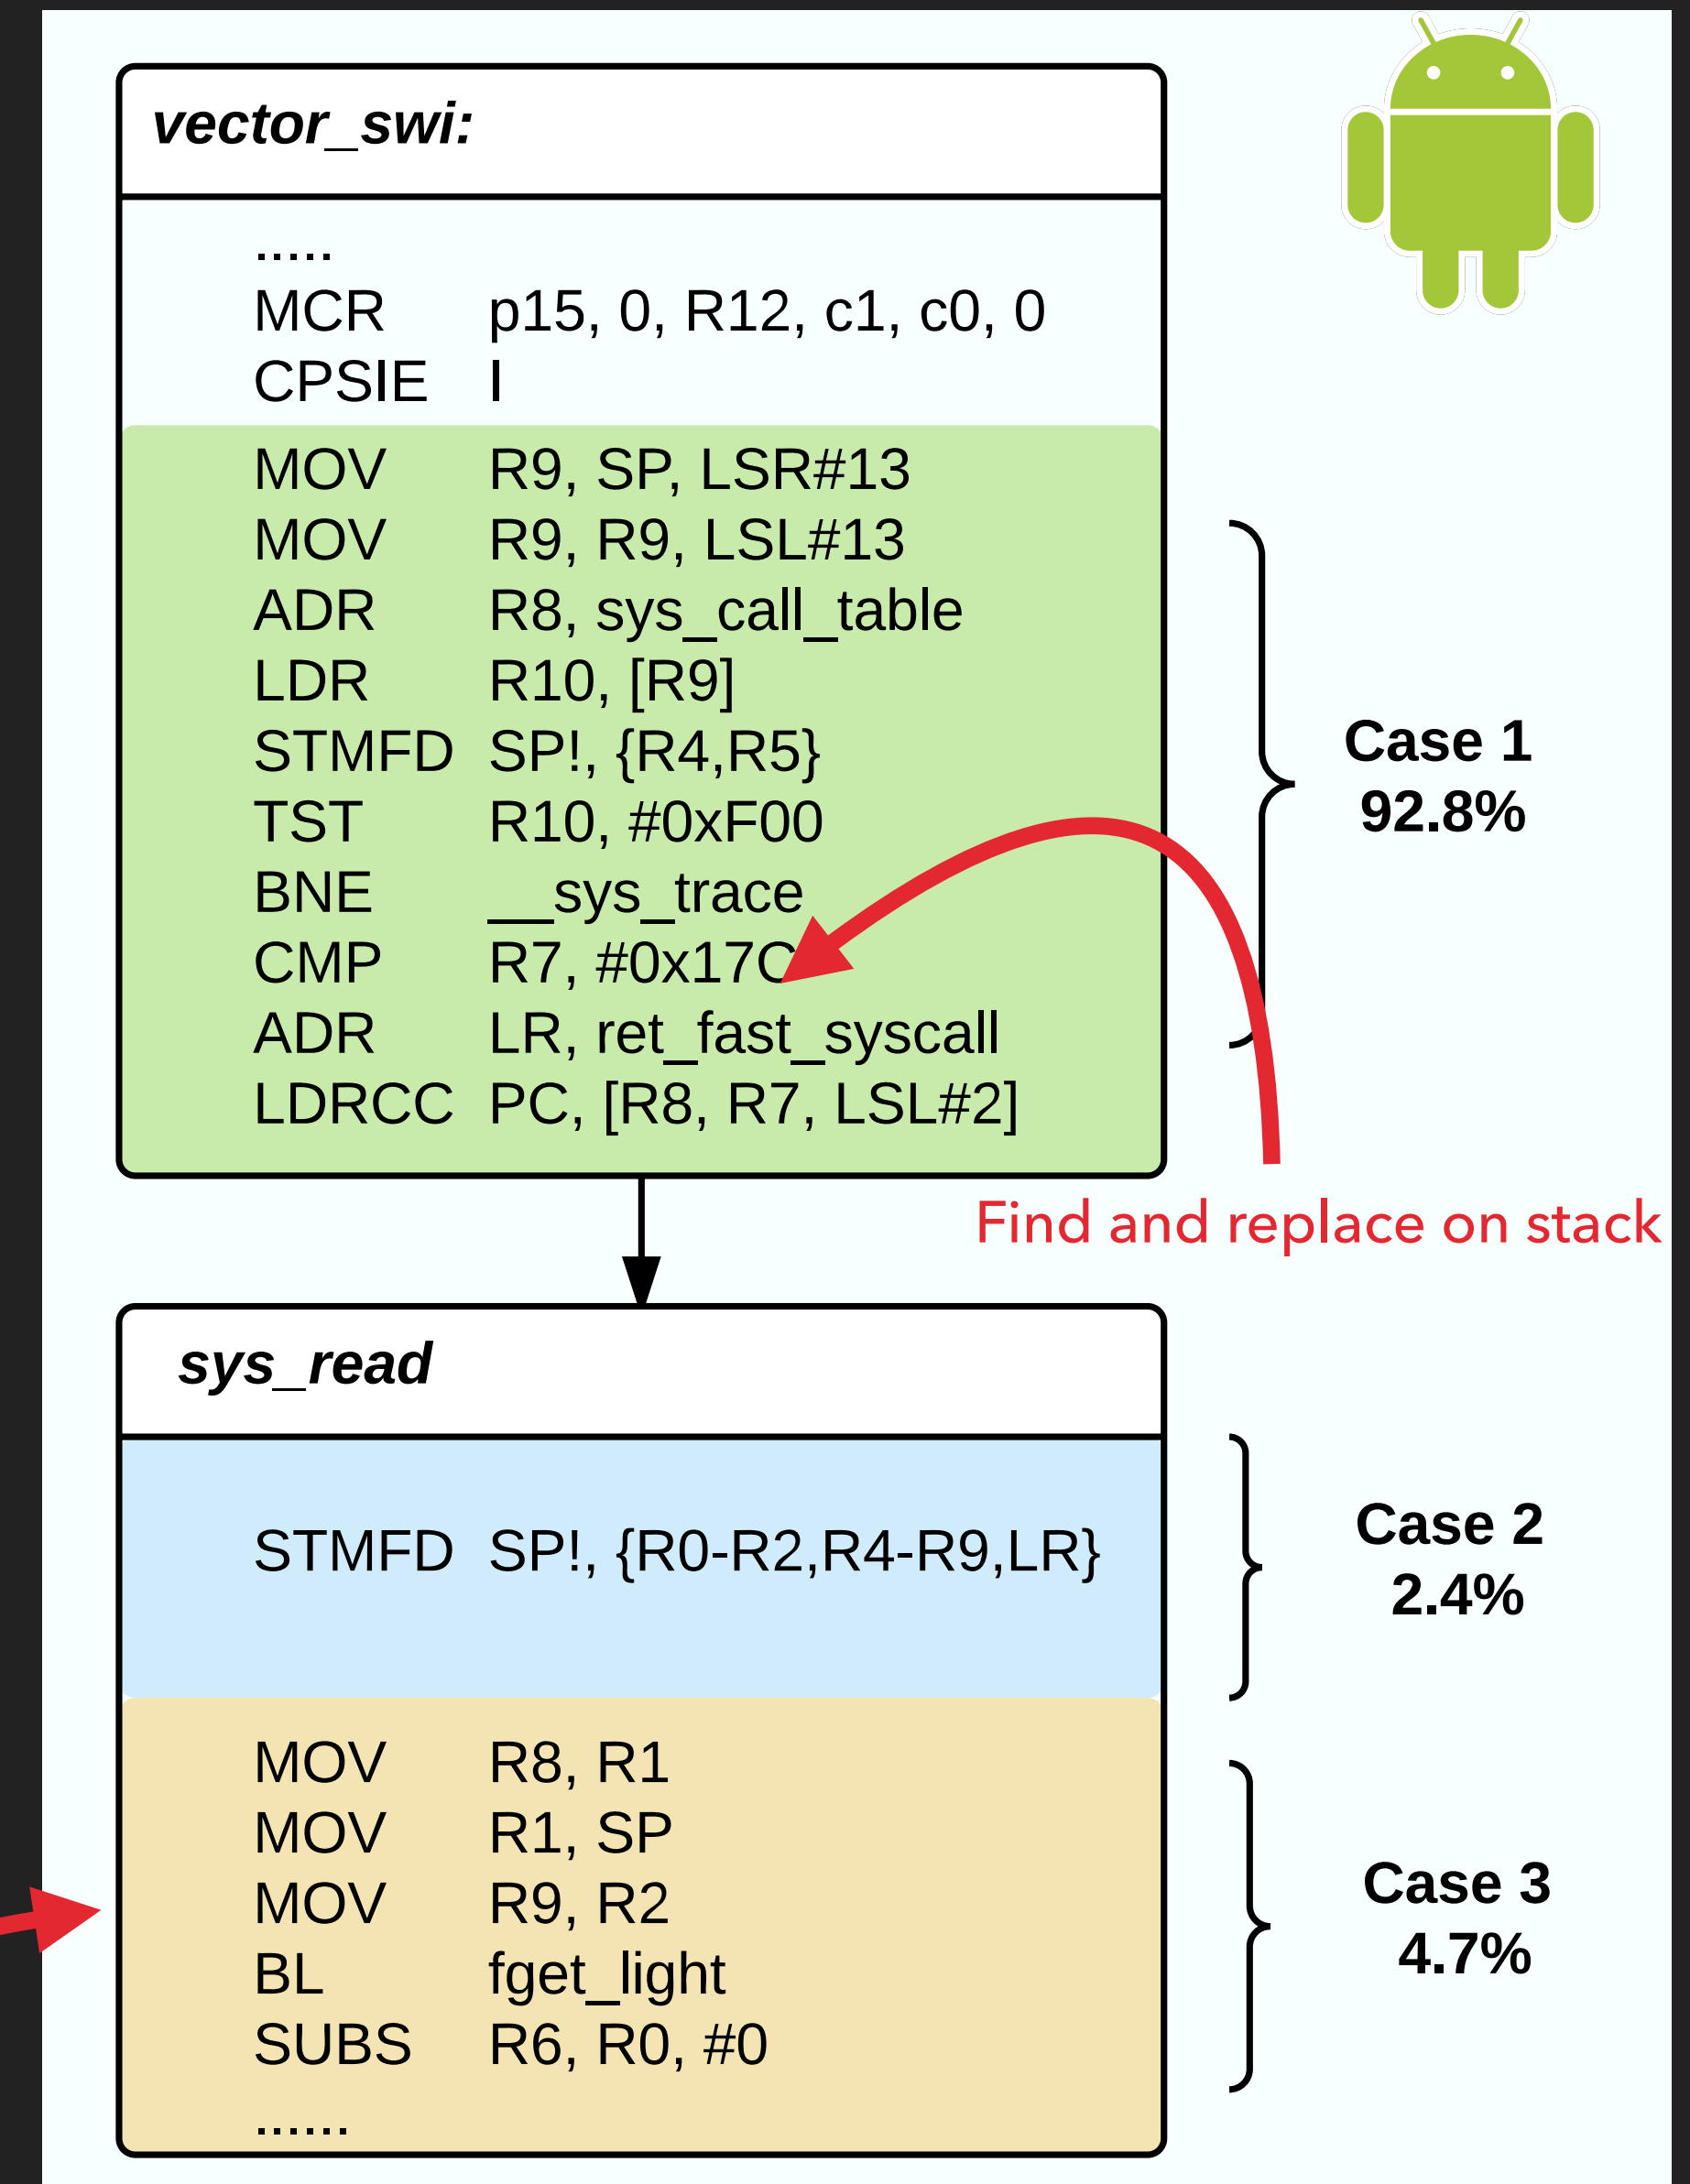 vector_swi:
.....
MCR p15, 0, R12, c1, c0, 0
CPSIE I
MOV R9, SP, LSR#13
MOV R9, R9, LSL#13
ADR R8, sys_call_table
LDR R10, [R9]
STMFD SP!, {R4,R5}
TST R10, #0xF00
BNE __sys_trace
CMP R7, #0x17C
ADR LR, ret_fast_syscall
LDRCC PC, [R8, R7, LSL#2]
Case 1
92.8%
Find and replace on stack
sys_read
STMFD SP!, {R0-R2,R4-R9,LR}
Case 2
2.4%
MOV R8, R1
MOV R1, SP
MOV R9, R2
BL fget_light
SUBS R6, R0, #0
......
Case 3
4.7%